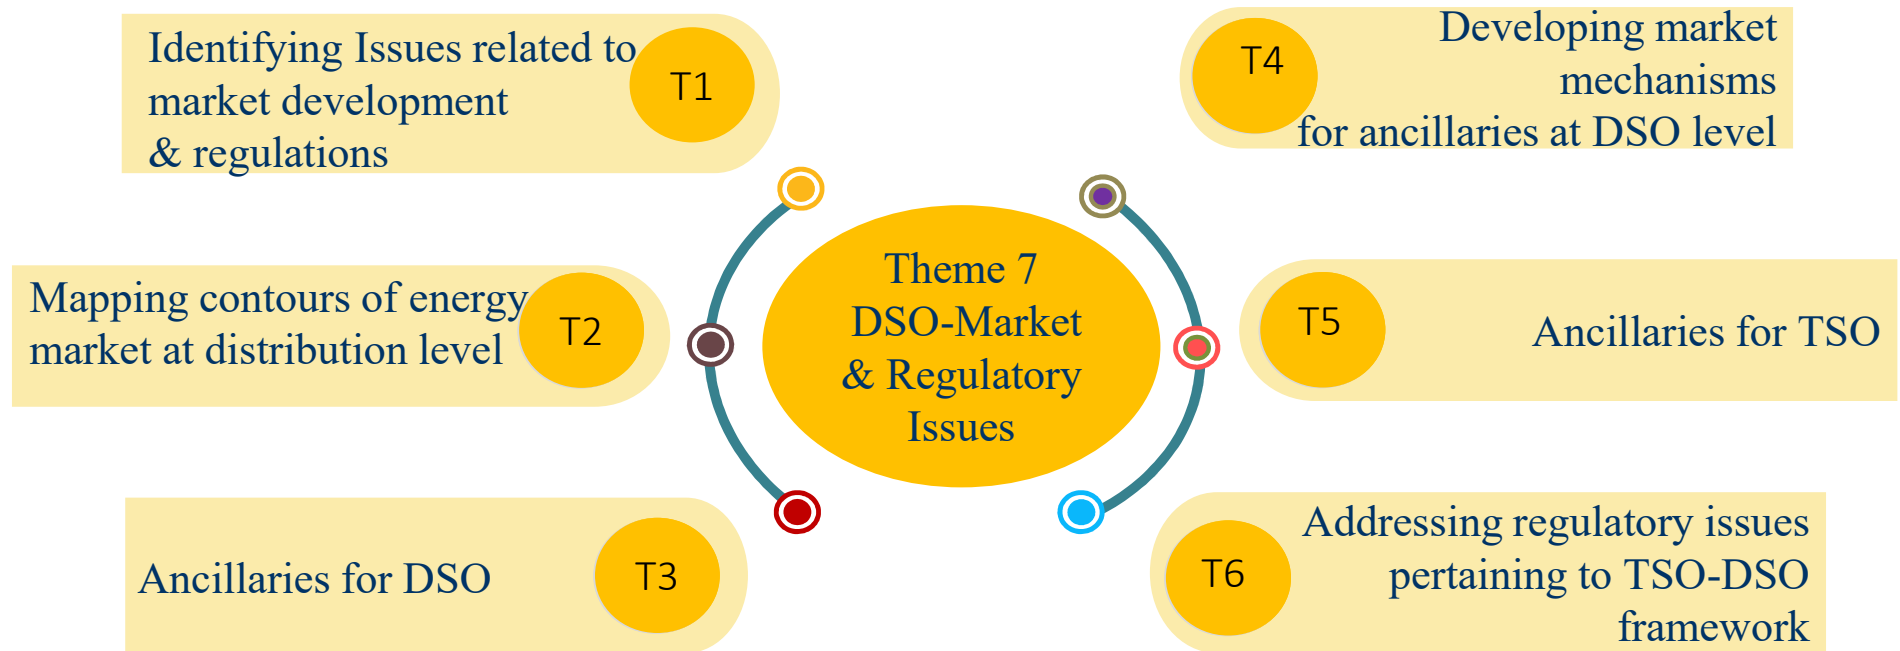 Identifying Issues related to
market development
& regulations
T1
Mapping contours of energy
market at distribution level
T2
Ancillaries for DSO
T3
Theme 7
DSO-Market
& Regulatory
Issues
T4
Developing market
mechanisms
for ancillaries at DSO level
T5
Ancillaries for TSO
T6
Addressing regulatory issues
pertaining to TSO-DSO
framework